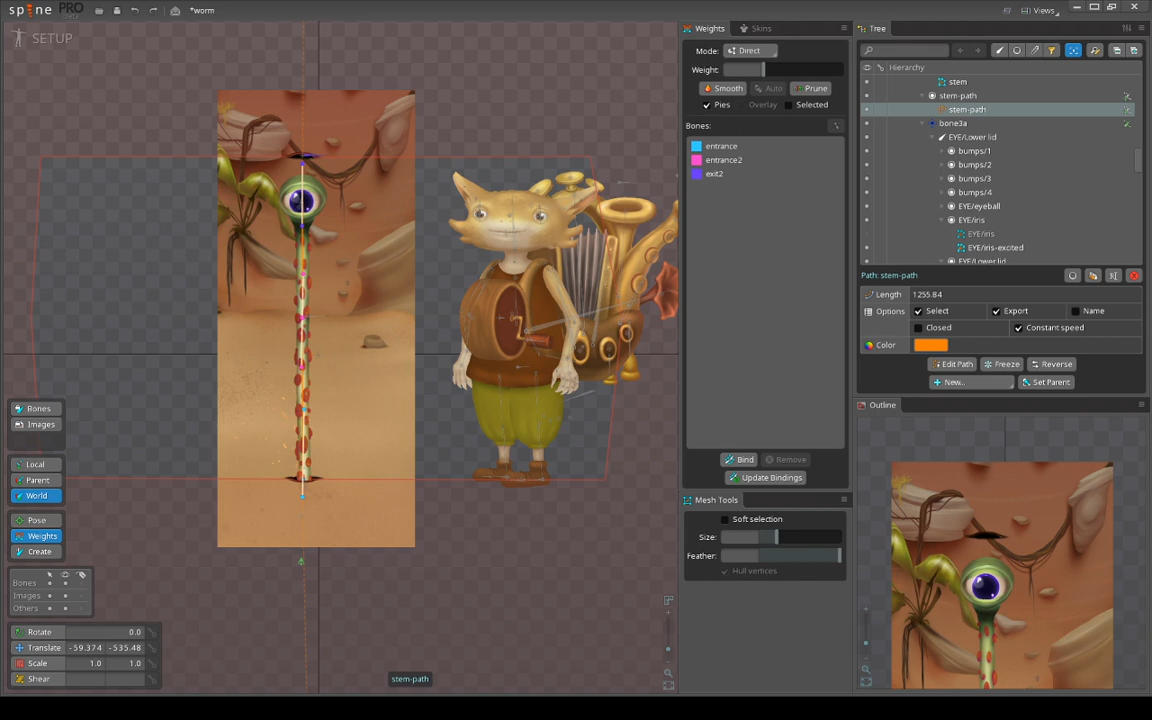 spine PRO
*worm
Views
SETUP
Weights
Skins
Mode:
Direct
Weight:
Smooth
Auto
Prune
Pies
Overlay
Selected
Bones:
entrance
entrance2
exit2
Bind
Remove
Update Bindings
Mesh Tools
Soft selection
Size:
Feather:
Hull vertices
Tree
Hierarchy
stem
stem-path
stem-path
bone3a
EYE/Lower lid
bumps/1
bumps/2
bumps/3
bumps/4
EYE/eyeball
EYE/iris
EYE/iris
EYE/iris-excited
EYE/Lower lid
Path: stem-path
Length
1255.84
Options
Select
Export
Name
Closed
Constant speed
Color
Edit Path
Freeze
Reverse
New...
Set Parent
Outline
Bones
Images
Local
Parent
World
Pose
Weights
Create
Bones
Images
Others
Rotate
0.0
Translate
-59.374
-535.48
Scale
1.0
1.0
Shear
stem-path